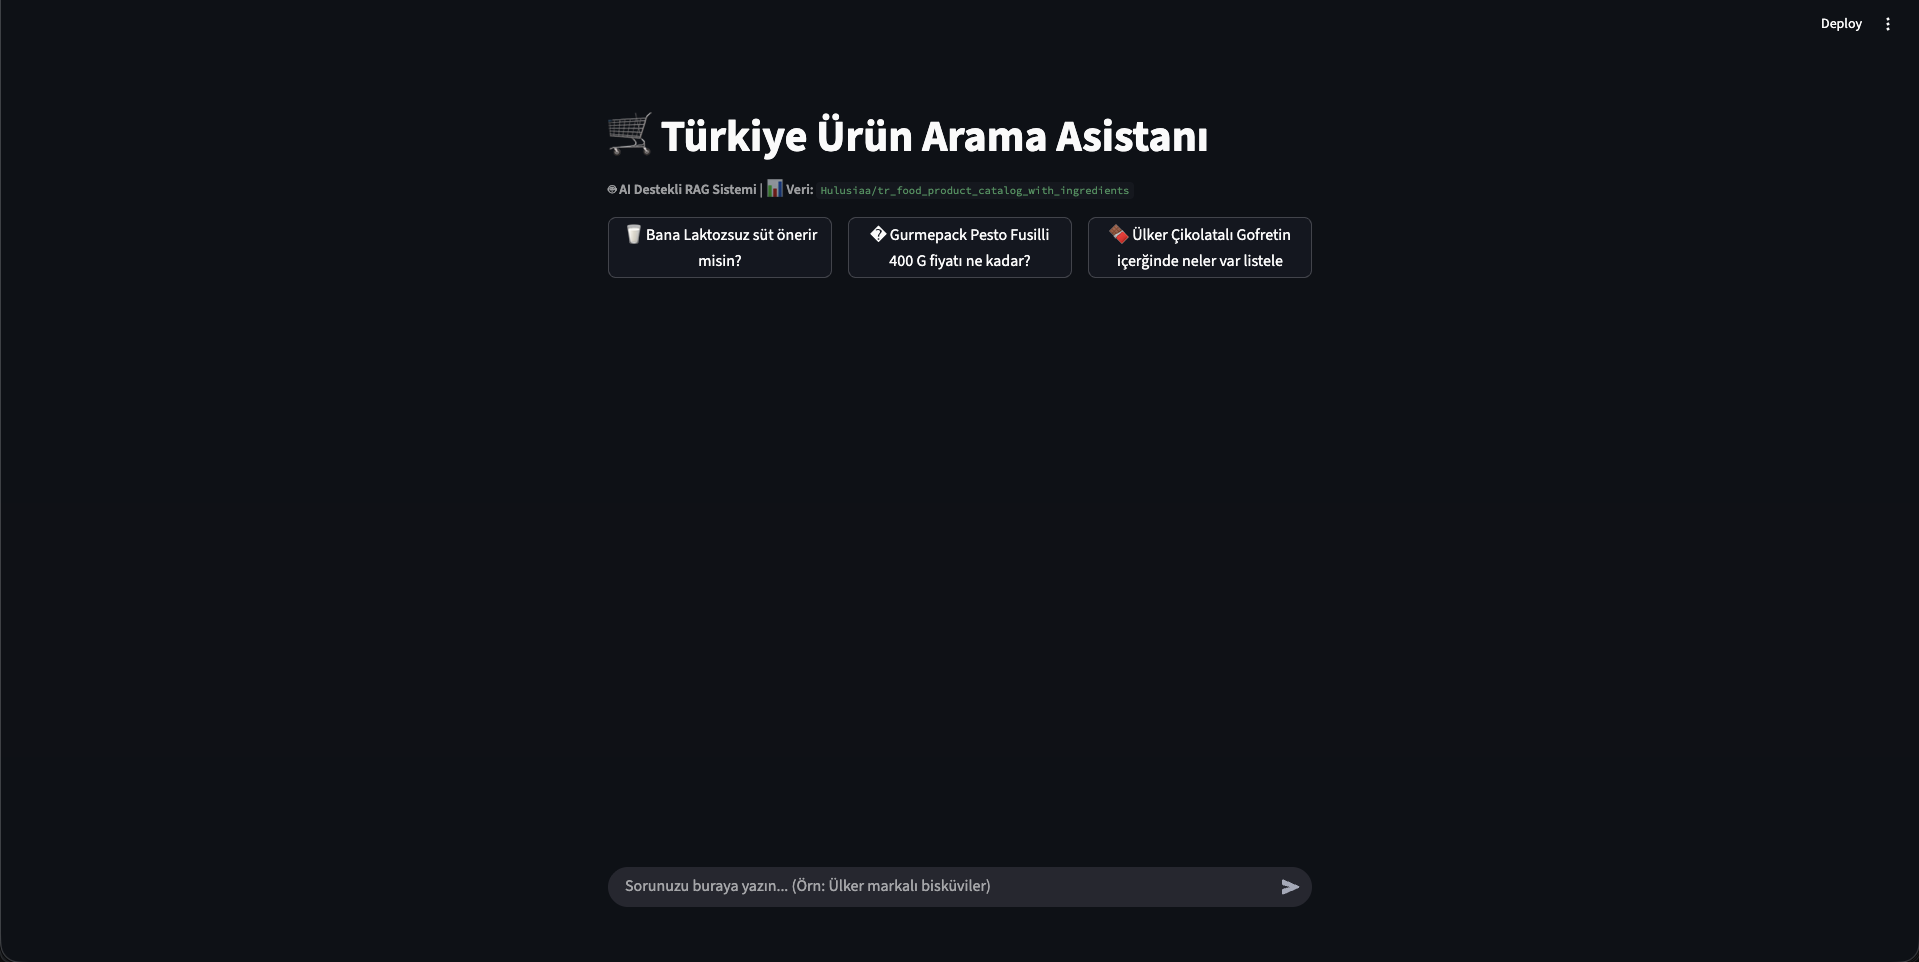 Deploy
🛒 Türkiye Ürün Arama Asistanı
AI Destekli RAG Sistemi | 📊 Veri: Hulusiaa/tr_food_product_catalog_with_ingredients
🥛 Bana Laktozsuz süt önerir
misin?
� Gurmepack Pesto Fusilli
400 G fiyatı ne kadar?
🍫 Ülker Çikolatalı Gofretin
içerğinde neler var listele
Sorunuzu buraya yazın... (Örn: Ülker markalı bisküviler)